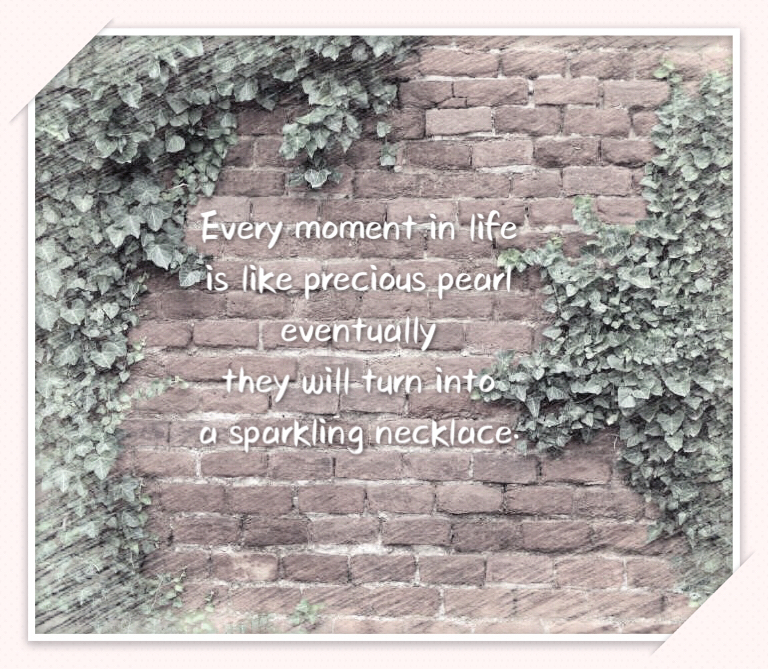 Every moment in life
is like precious pearl
eventually
they will turn into
a sparkling necklace.